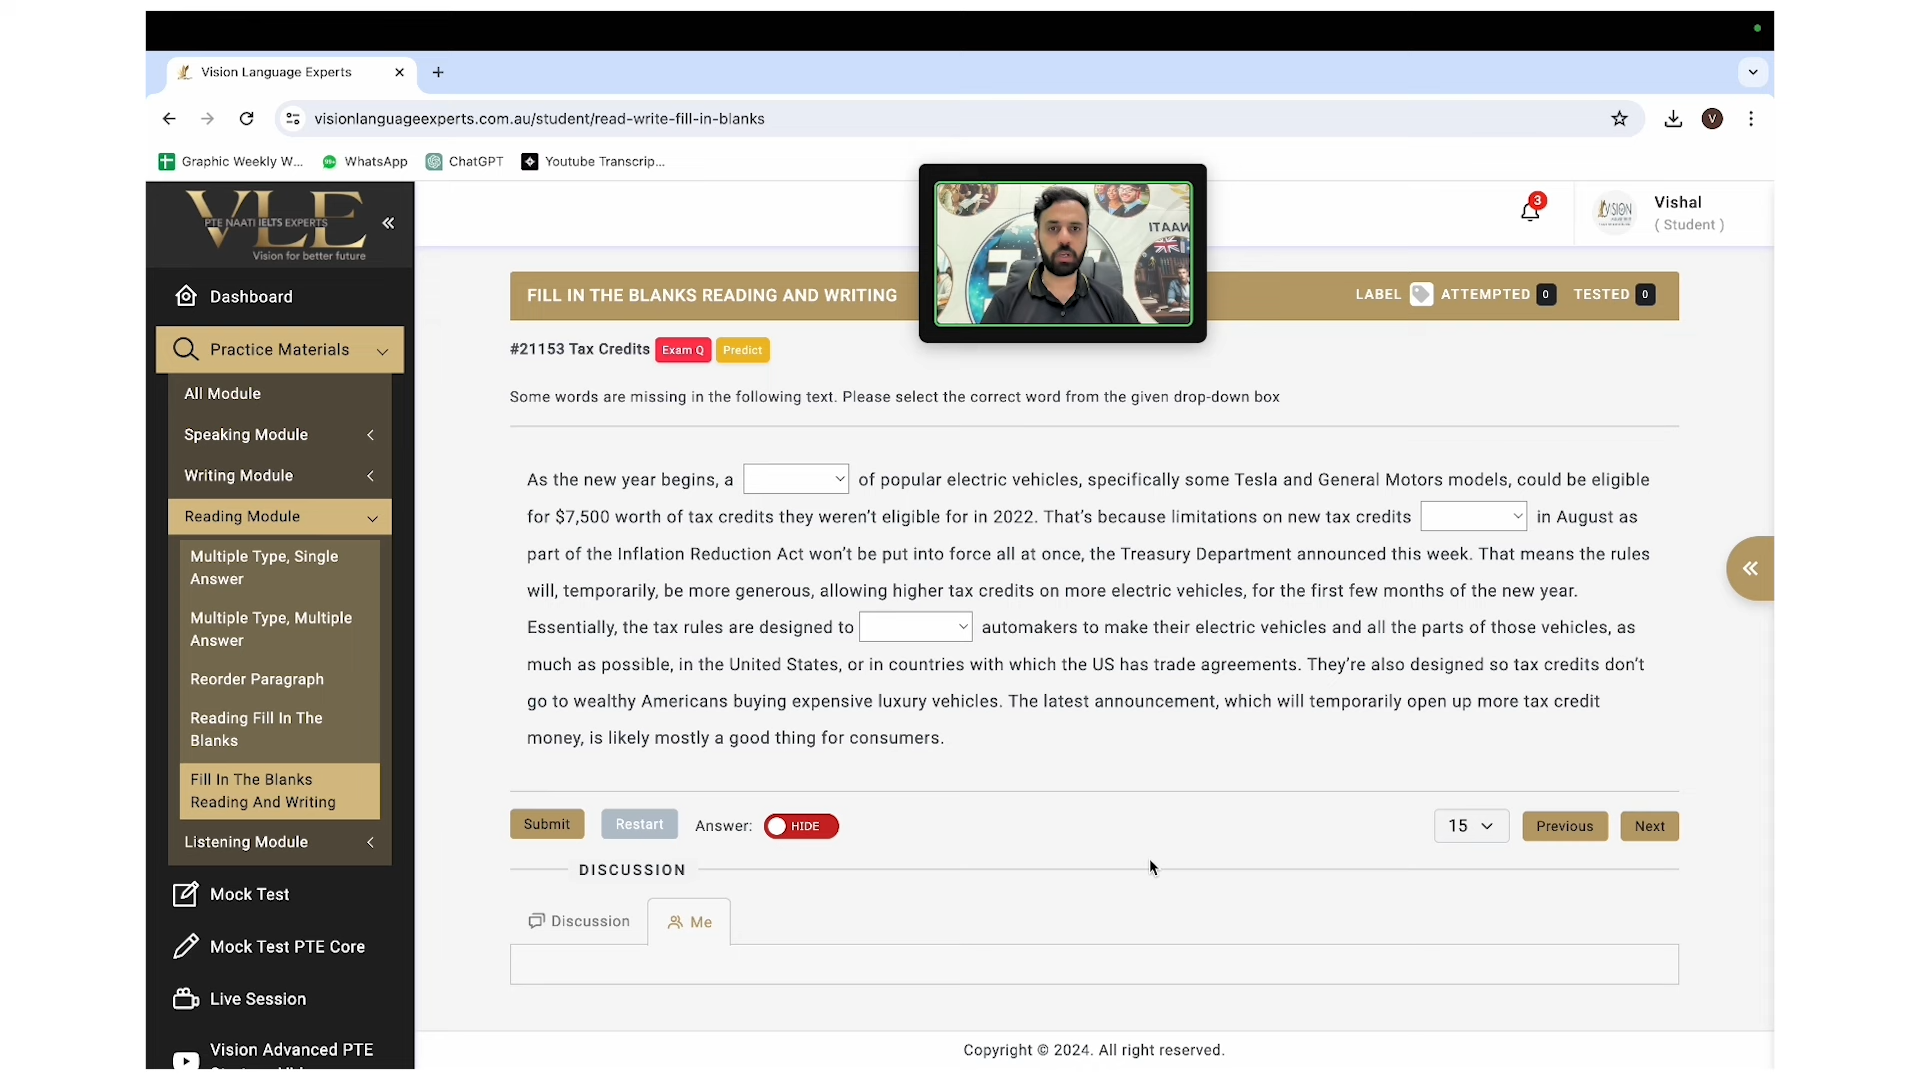 Vision Language Experts
visionlanguageexperts.com.au/student/read-write-fill-in-blanks
V
Graphic Weekly W...
99+
WhatsApp
ChatGPT
Youtube Transcrip...
VLE
PTE NAATI IELTS EXPERTS
Vision for better future
3
VISION
Vishal
( Student )
Dashboard
Practice Materials
All Module
Speaking Module
Writing Module
Reading Module
Multiple Type, Single
Answer
Multiple Type, Multiple
Answer
Reorder Paragraph
Reading Fill In The
Blanks
Fill In The Blanks
Reading And Writing
Listening Module
Mock Test
Mock Test PTE Core
Live Session
Vision Advanced PTE
FILL IN THE BLANKS READING AND WRITING
LABEL ATTEMPTED 0 TESTED 0
#21153 Tax Credits Exam Q Predict
Some words are missing in the following text. Please select the correct word from the given drop-down box
As the new year begins, a of popular electric vehicles, specifically some Tesla and General Motors models, could be eligible
for $7,500 worth of tax credits they weren't eligible for in 2022. That's because limitations on new tax credits in August as
part of the Inflation Reduction Act won't be put into force all at once, the Treasury Department announced this week. That means the rules
will, temporarily, be more generous, allowing higher tax credits on more electric vehicles, for the first few months of the new year.
Essentially, the tax rules are designed to automakers to make their electric vehicles and all the parts of those vehicles, as
much as possible, in the United States, or in countries with which the US has trade agreements. They're also designed so tax credits don't
go to wealthy Americans buying expensive luxury vehicles. The latest announcement, which will temporarily open up more tax credit
money, is likely mostly a good thing for consumers.
Submit Restart Answer: HIDE
15 Previous Next
DISCUSSION
Discussion Me
Copyright © 2024. All right reserved.